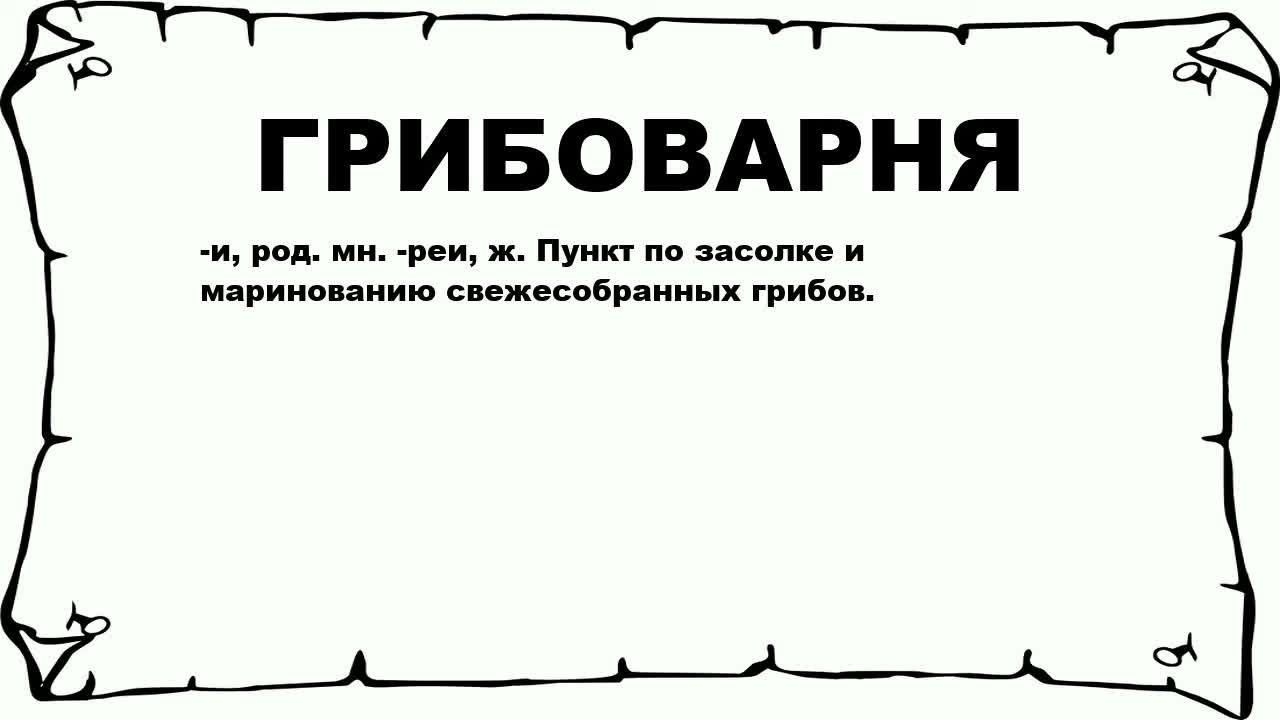 ГРИБОВАРНЯ
-и, род. мн. -реи, ж. Пункт по засолке и
маринованию свежесобранных грибов.